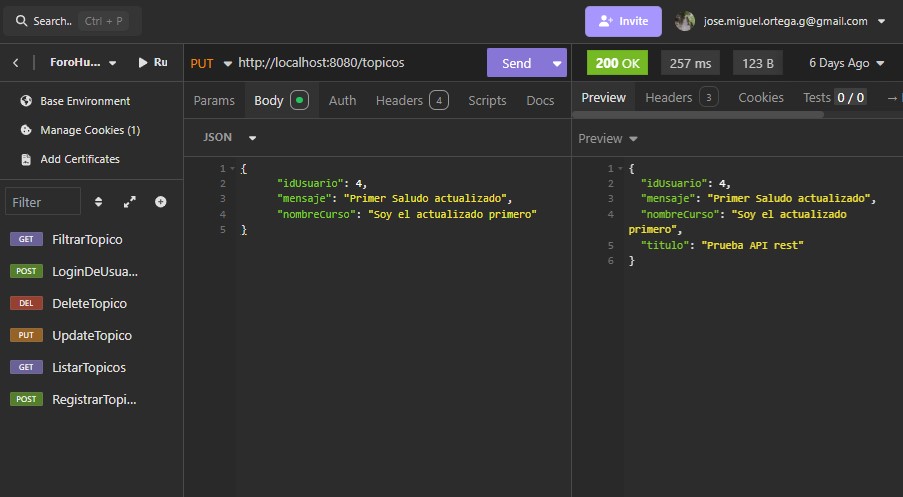 Search.. Ctrl + P
Invite
jose.miguel.ortega.g@gmail.com
ForoHu...
Ru
Base Environment
Manage Cookies (1)
Add Certificates
Filter
GET FiltrarTopico
POST LoginDeUsua...
DEL DeleteTopico
PUT UpdateTopico
GET ListarTopicos
POST RegistrarTopi...
PUT http://localhost:8080/topicos Send
Params Body Auth Headers 4 Scripts Docs
JSON
1 {
2 "idUsuario": 4,
3 "mensaje": "Primer Saludo actualizado",
4 "nombreCurso": "Soy el actualizado primero"
5 }
200 OK 257 ms 123 B 6 Days Ago
Preview Headers 3 Cookies Tests 0 / 0 →
Preview
1 {
2 "idUsuario": 4,
3 "mensaje": "Primer Saludo actualizado",
4 "nombreCurso": "Soy el actualizado
primero",
5 "titulo": "Prueba API rest"
6 }